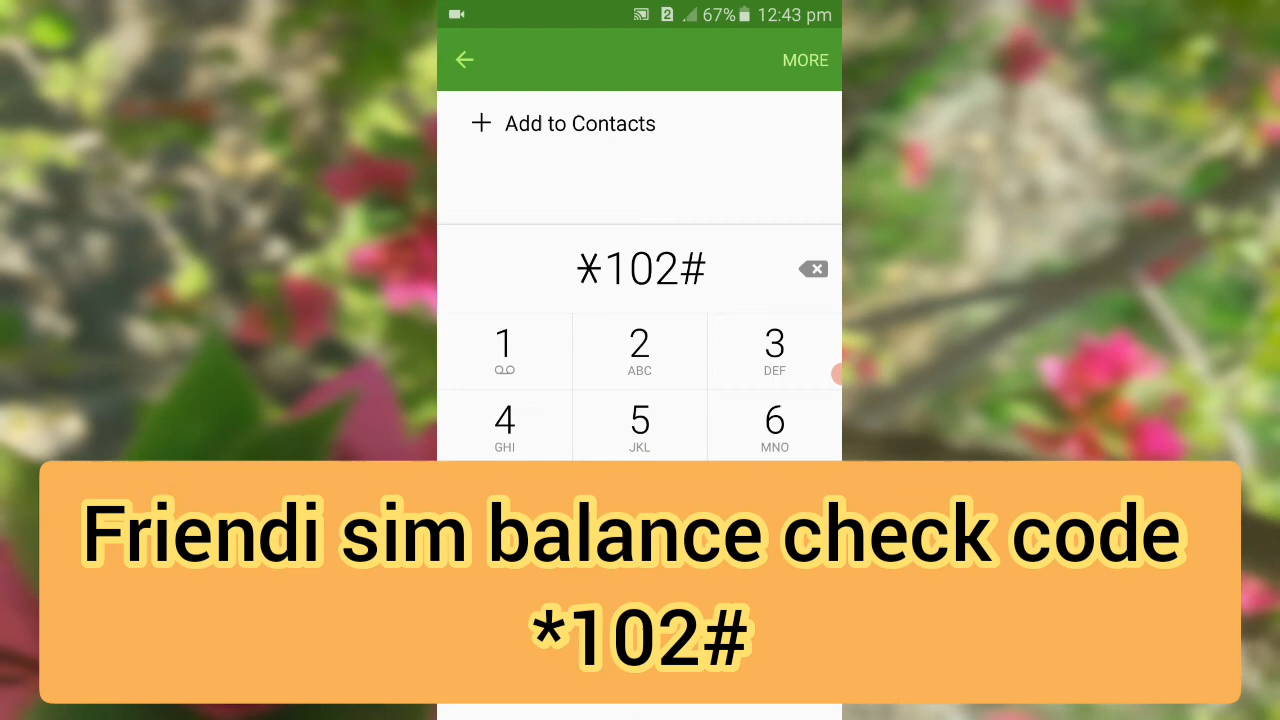 2 67% 12:43 pm
MORE
+ Add to Contacts
*102#
1 2 3
ABC DEF
4 5 6
GHI JKL MNO
Friendi sim balance check code
*102#